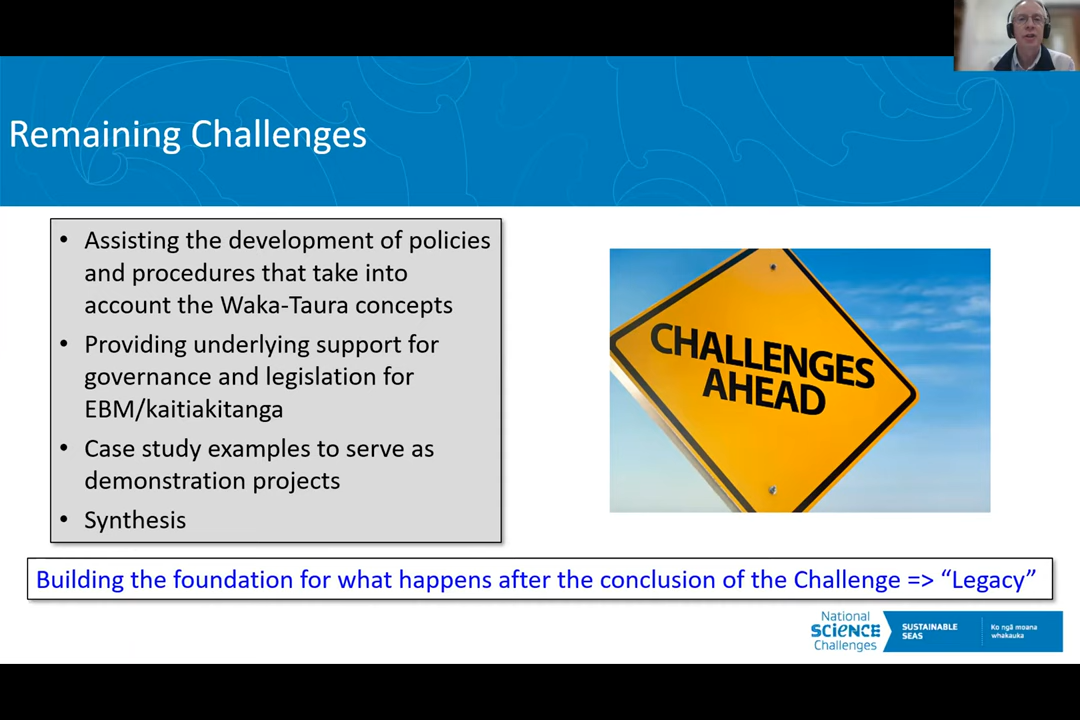 Remaining Challenges
• Assisting the development of policies
and procedures that take into
account the Waka-Taura concepts
• Providing underlying support for
governance and legislation for
EBM/kaitiakitanga
• Case study examples to serve as
demonstration projects
• Synthesis
CHALLENGES
AHEAD
Building the foundation for what happens after the conclusion of the Challenge => “Legacy”
National
SCIENCE
Challenges
SUSTAINABLE
SEAS
Ko ngā moana
whakauka